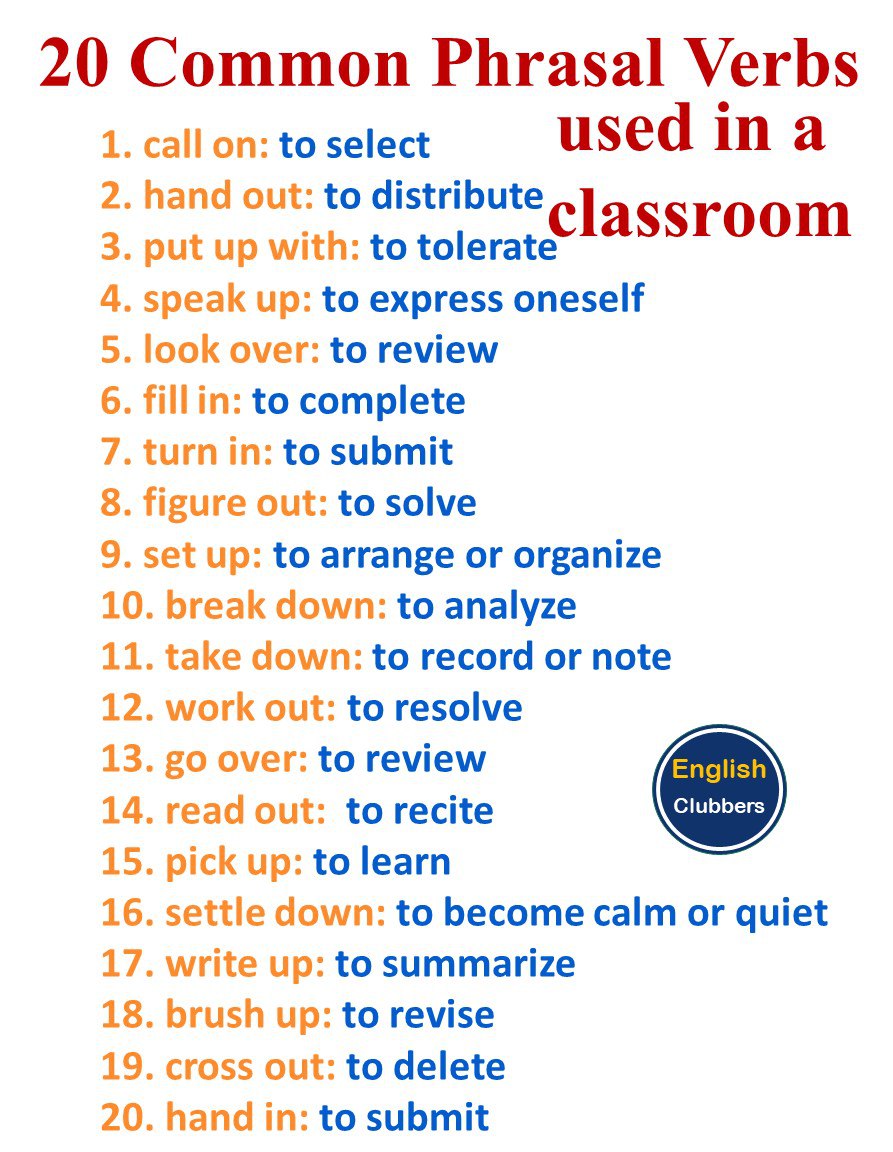 20 Common Phrasal Verbs
used in a
classroom
1. call on: to select
2. hand out: to distribute
3. put up with: to tolerate
4. speak up: to express oneself
5. look over: to review
6. fill in: to complete
7. turn in: to submit
8. figure out: to solve
9. set up: to arrange or organize
10. break down: to analyze
11. take down: to record or note
12. work out: to resolve
13. go over: to review
14. read out:  to recite
15. pick up: to learn
16. settle down: to become calm or quiet
17. write up: to summarize
18. brush up: to revise
19. cross out: to delete
20. hand in: to submit
English
Clubbers